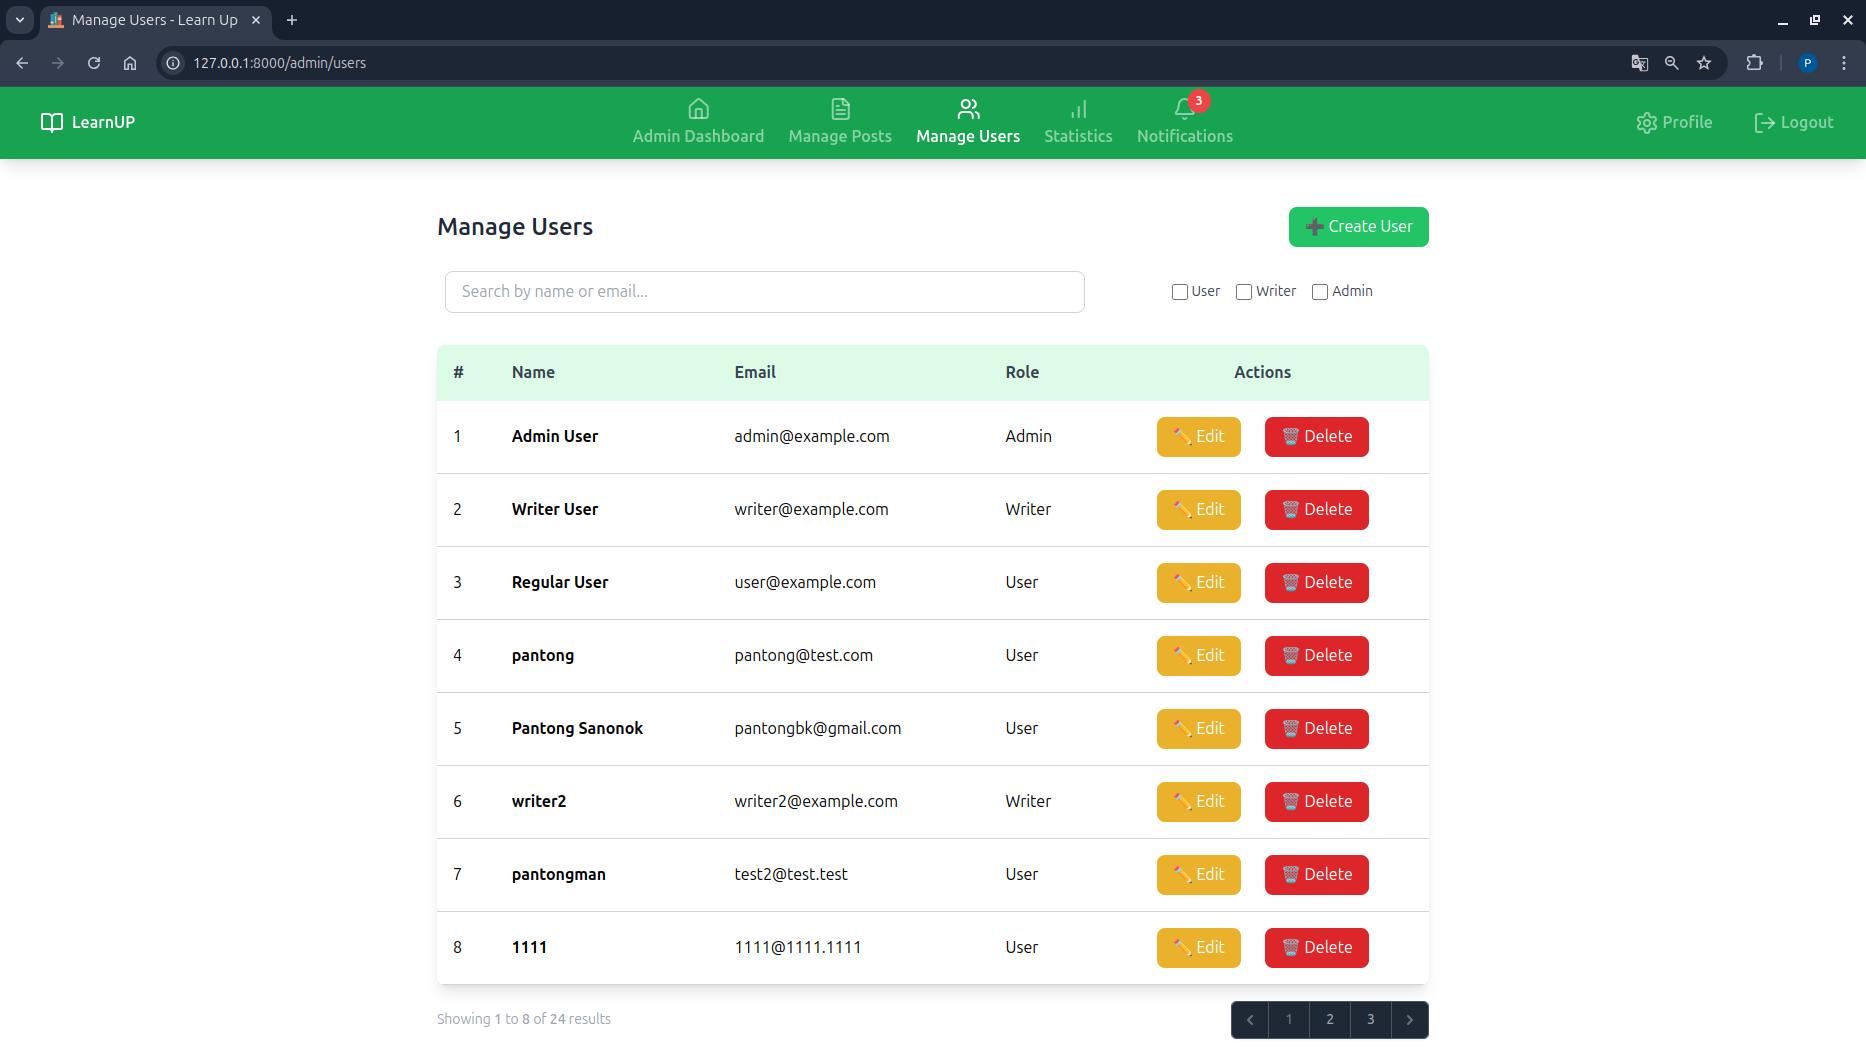 Manage Users - Learn Up
127.0.0.1:8000/admin/users
P
LearnUP
Admin Dashboard
Manage Posts
Manage Users
Statistics
3
Notifications
Profile
Logout
Manage Users
Create User
Search by name or email...
User Writer Admin
# Name Email Role Actions
1 Admin User admin@example.com Admin Edit Delete
2 Writer User writer@example.com Writer Edit Delete
3 Regular User user@example.com User Edit Delete
4 pantong pantong@test.com User Edit Delete
5 Pantong Sanonok pantongbk@gmail.com User Edit Delete
6 writer2 writer2@example.com Writer Edit Delete
7 pantongman test2@test.test User Edit Delete
8 1111 1111@1111.1111 User Edit Delete
Showing 1 to 8 of 24 results
1 2 3